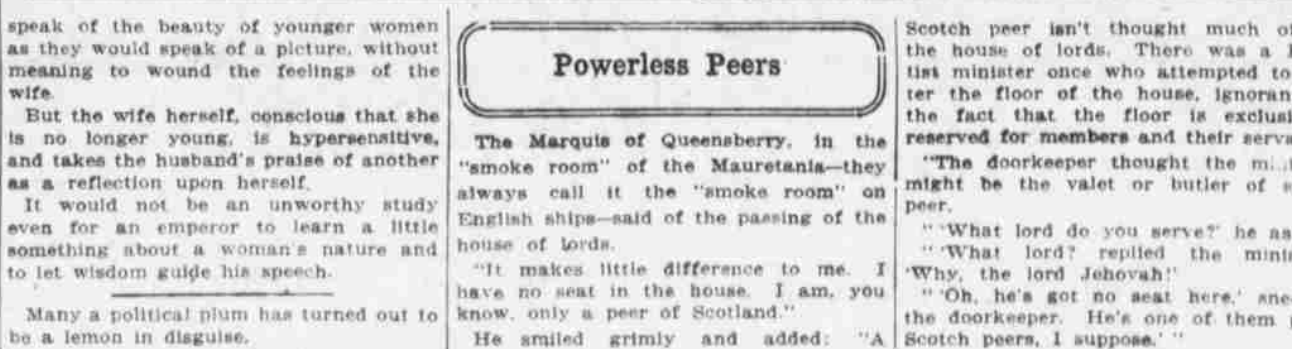 speak of the beauty of younger women
as they would speak of a picture, without
meaning to wound the feelings of the
wife.
But the wife herself, conscious that she
is no longer young, is hypersensitive,
and takes the husband's praise of another
as a reflection upon herself.
It would not be an unworthy study
even for an emperor to learn a little
something about a woman's nature and
to let wisdom guide his speech.
Many a political plum has turned out to
be a lemon in disguise.
Powerless Peers
The Marquis of Queensberry, in the
"smoke room" of the Mauretania—they
always call it the "smoke room" on
English ships—said of the passing of the
house of lords.
"It makes little difference to me. I
have no seat in the house. I am, you
know, only a peer of Scotland."
He smiled grimly and added: "A
Scotch peer isn't thought much of
the house of lords. There was a
tist minister once who attempted to
ter the floor of the house, ignoran
the fact that the floor is exclusi
reserved for members and their serva
"The doorkeeper thought the
might be the valet or butler of
peer.
"'What lord do you serve?' he as
"'What lord? replied the minis
'Why, the lord Jehovah!'
"'Oh, he's got no seat here,' snee
the doorkeeper. He's one of them
Scotch peers, I suppose.'"